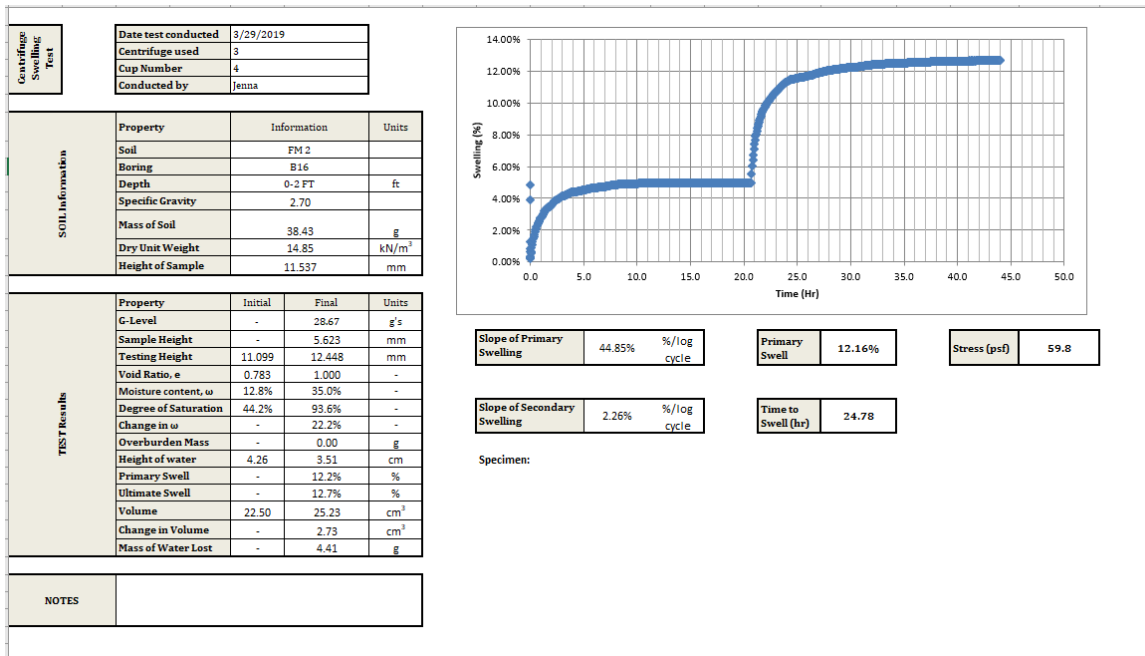 Centrifuge
Swelling
Test
Date test conducted 3/29/2019
Centrifuge used 3
Cup Number 4
Conducted by Jenna
SOIL Information
Property Information Units
Soil FM 2
Boring B16
Depth 0-2 FT ft
Specific Gravity 2.70
Mass of Soil 38.43 g
Dry Unit Weight 14.85 kN/m³
Height of Sample 11.537 mm
TEST Results
Property Initial Final Units
G-Level - 28.67 g's
Sample Height - 5.623 mm
Testing Height 11.099 12.448 mm
Void Ratio, e 0.783 1.000 -
Moisture content, ω 12.8% 35.0% -
Degree of Saturation 44.2% 93.6% -
Change in ω - 22.2% -
Overburden Mass - 0.00 g
Height of water 4.26 3.51 cm
Primary Swell - 12.2% %
Ultimate Swell - 12.7% %
Volume 22.50 25.23 cm³
Change in Volume - 2.73 cm³
Mass of Water Lost - 4.41 g
NOTES
Swelling (%)
14.00%
12.00%
10.00%
8.00%
6.00%
4.00%
2.00%
0.00%
0.0 5.0 10.0 15.0 20.0 25.0 30.0 35.0 40.0 45.0 50.0
Time (Hr)
Slope of Primary
Swelling
44.85%
%/log
cycle
Primary
Swell
12.16%
Stress (psf) 59.8
Slope of Secondary
Swelling
2.26%
%/log
cycle
Time to
Swell (hr)
24.78
Specimen: